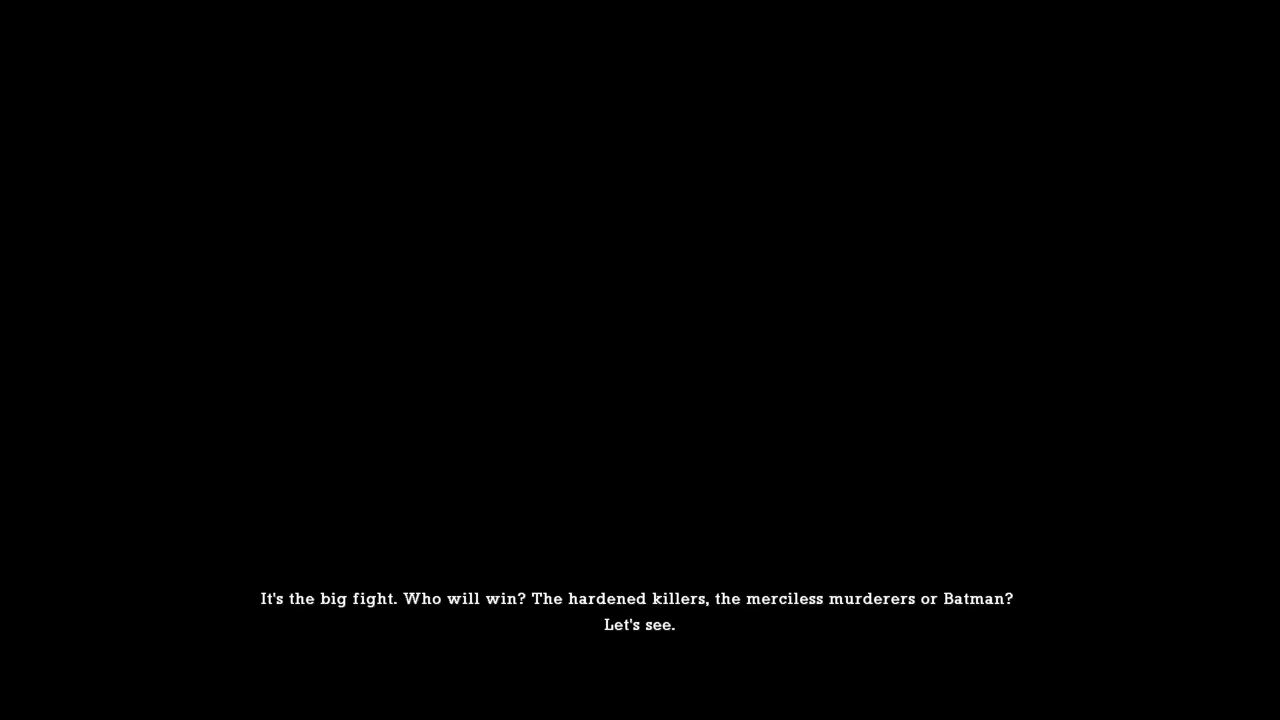 It's the big fight. Who will win? The hardened killers, the merciless murderers or Batman?
Let's see.